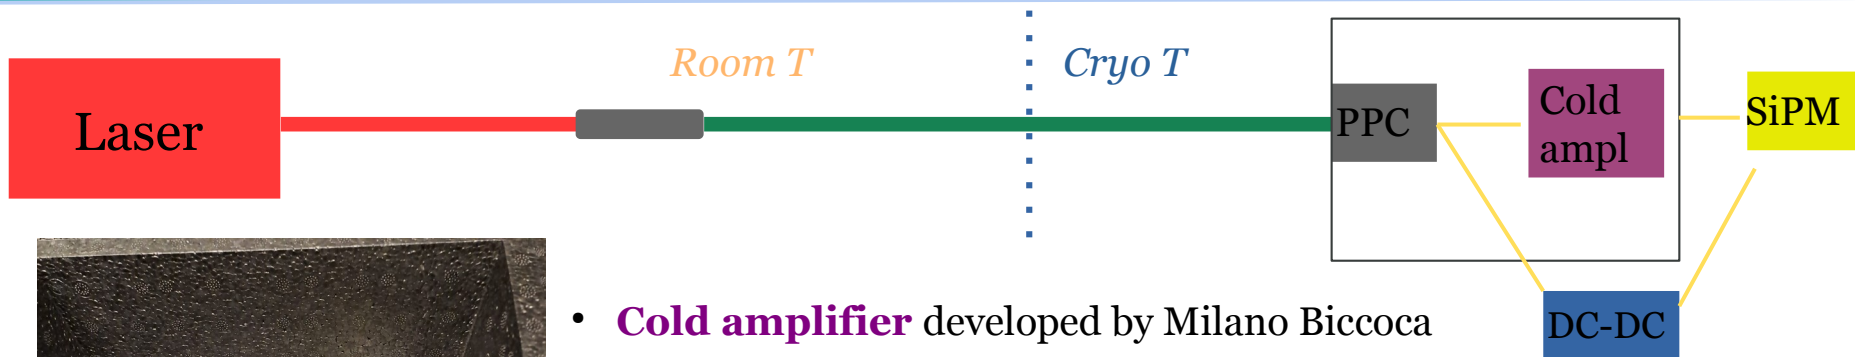 Room T
Cryo T
Laser
PPC
Cold
ampl
SiPM
• Cold amplifier developed by Milano Biccoca
DC-DC